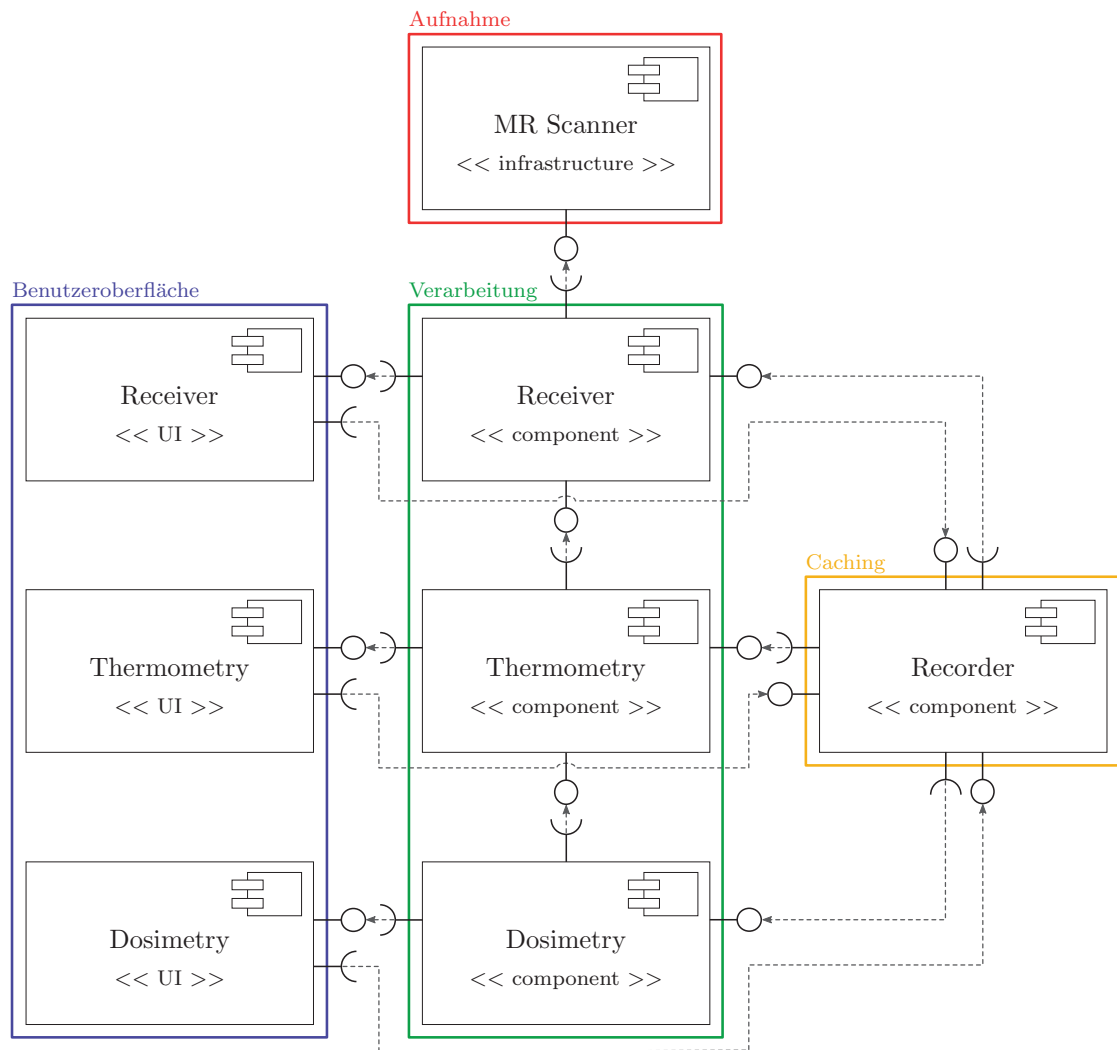 Aufnahme
MR Scanner
<< infrastructure >>
Benutzeroberfläche
Verarbeitung
Receiver
<< UI >>
Receiver
<< component >>
Caching
Thermometry
<< UI >>
Thermometry
<< component >>
Recorder
<< component >>
Dosimetry
<< UI >>
Dosimetry
<< component >>